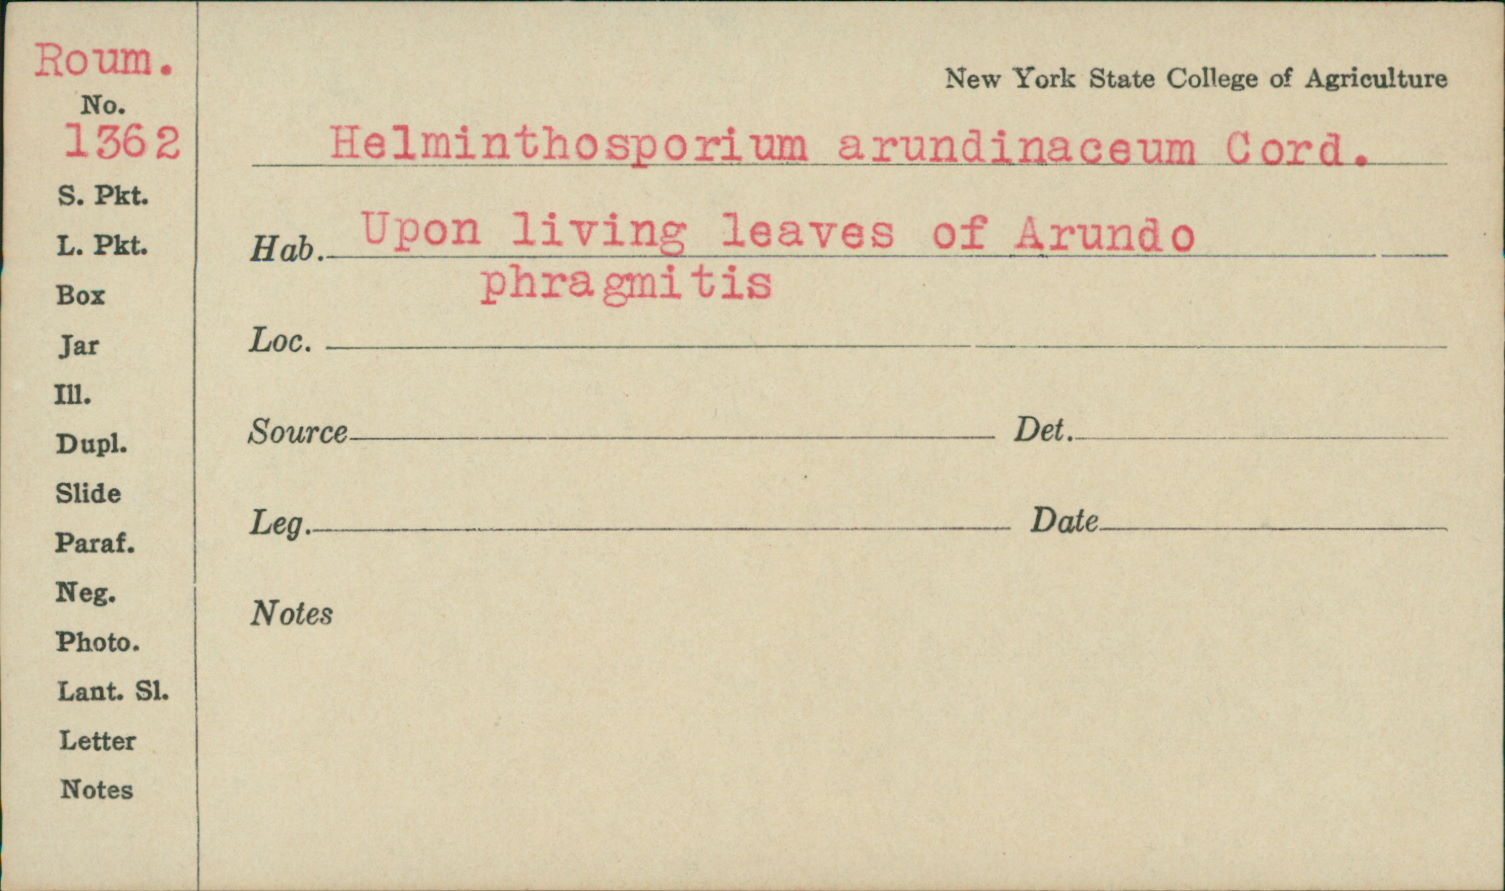 Roum.
No.
1362
S. Pkt.
L. Pkt.
Box
Jar
Ill.
Dupl.
Slide
Paraf.
Neg.
Photo.
Lant. Sl.
Letter
Notes
New York State College of Agriculture
Helminthosporium arundinaceum Cord.
Hab. Upon living leaves of Arundo
phragmitis
Loc.
Source Det.
Leg. Date
Notes